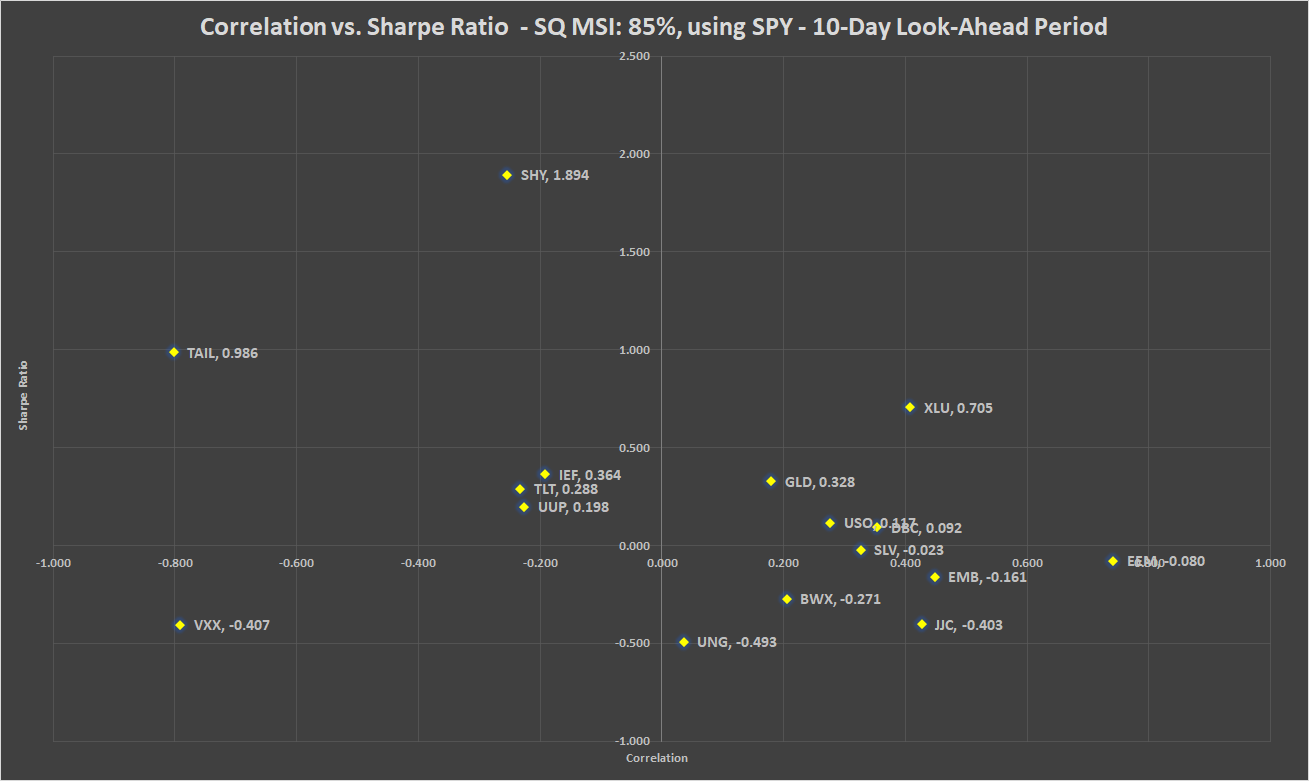 Correlation vs. Sharpe Ratio - SQ MSI: 85%, using SPY - 10-Day Look-Ahead Period
2.500
2.000
SHY, 1.894
1.500
1.000
TAIL, 0.986
Sharpe Ratio
XLU, 0.705
0.500
IEF, 0.364
GLD, 0.328
TLT, 0.288
UUP, 0.198
USO, 0.117
DBC, 0.092
0.000
SLV, -0.023
-1.000 -0.800 -0.600 -0.400 -0.200 0.000 0.200 0.400 0.600 0.800 1.000
EEM, -0.080
EMB, -0.161
BWX, -0.271
VXX, -0.407
JJC, -0.403
-0.500
UNG, -0.493
-1.000
Correlation